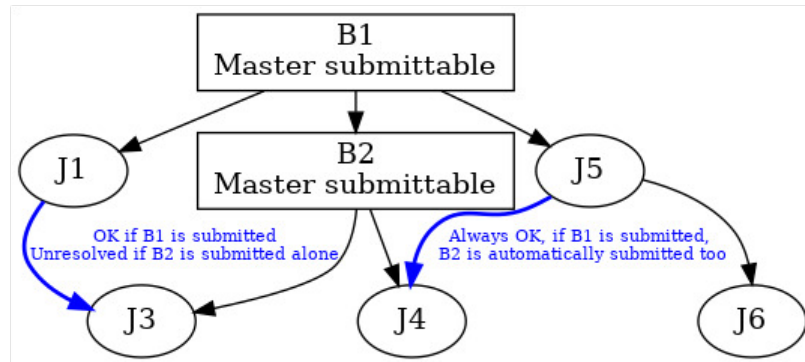 B1
Master submittable
J1
B2
Master submittable
J5
OK if B1 is submitted
Unresolved if B2 is submitted alone
Always OK, if B1 is submitted,
B2 is automatically submitted too
J3
J4
J6